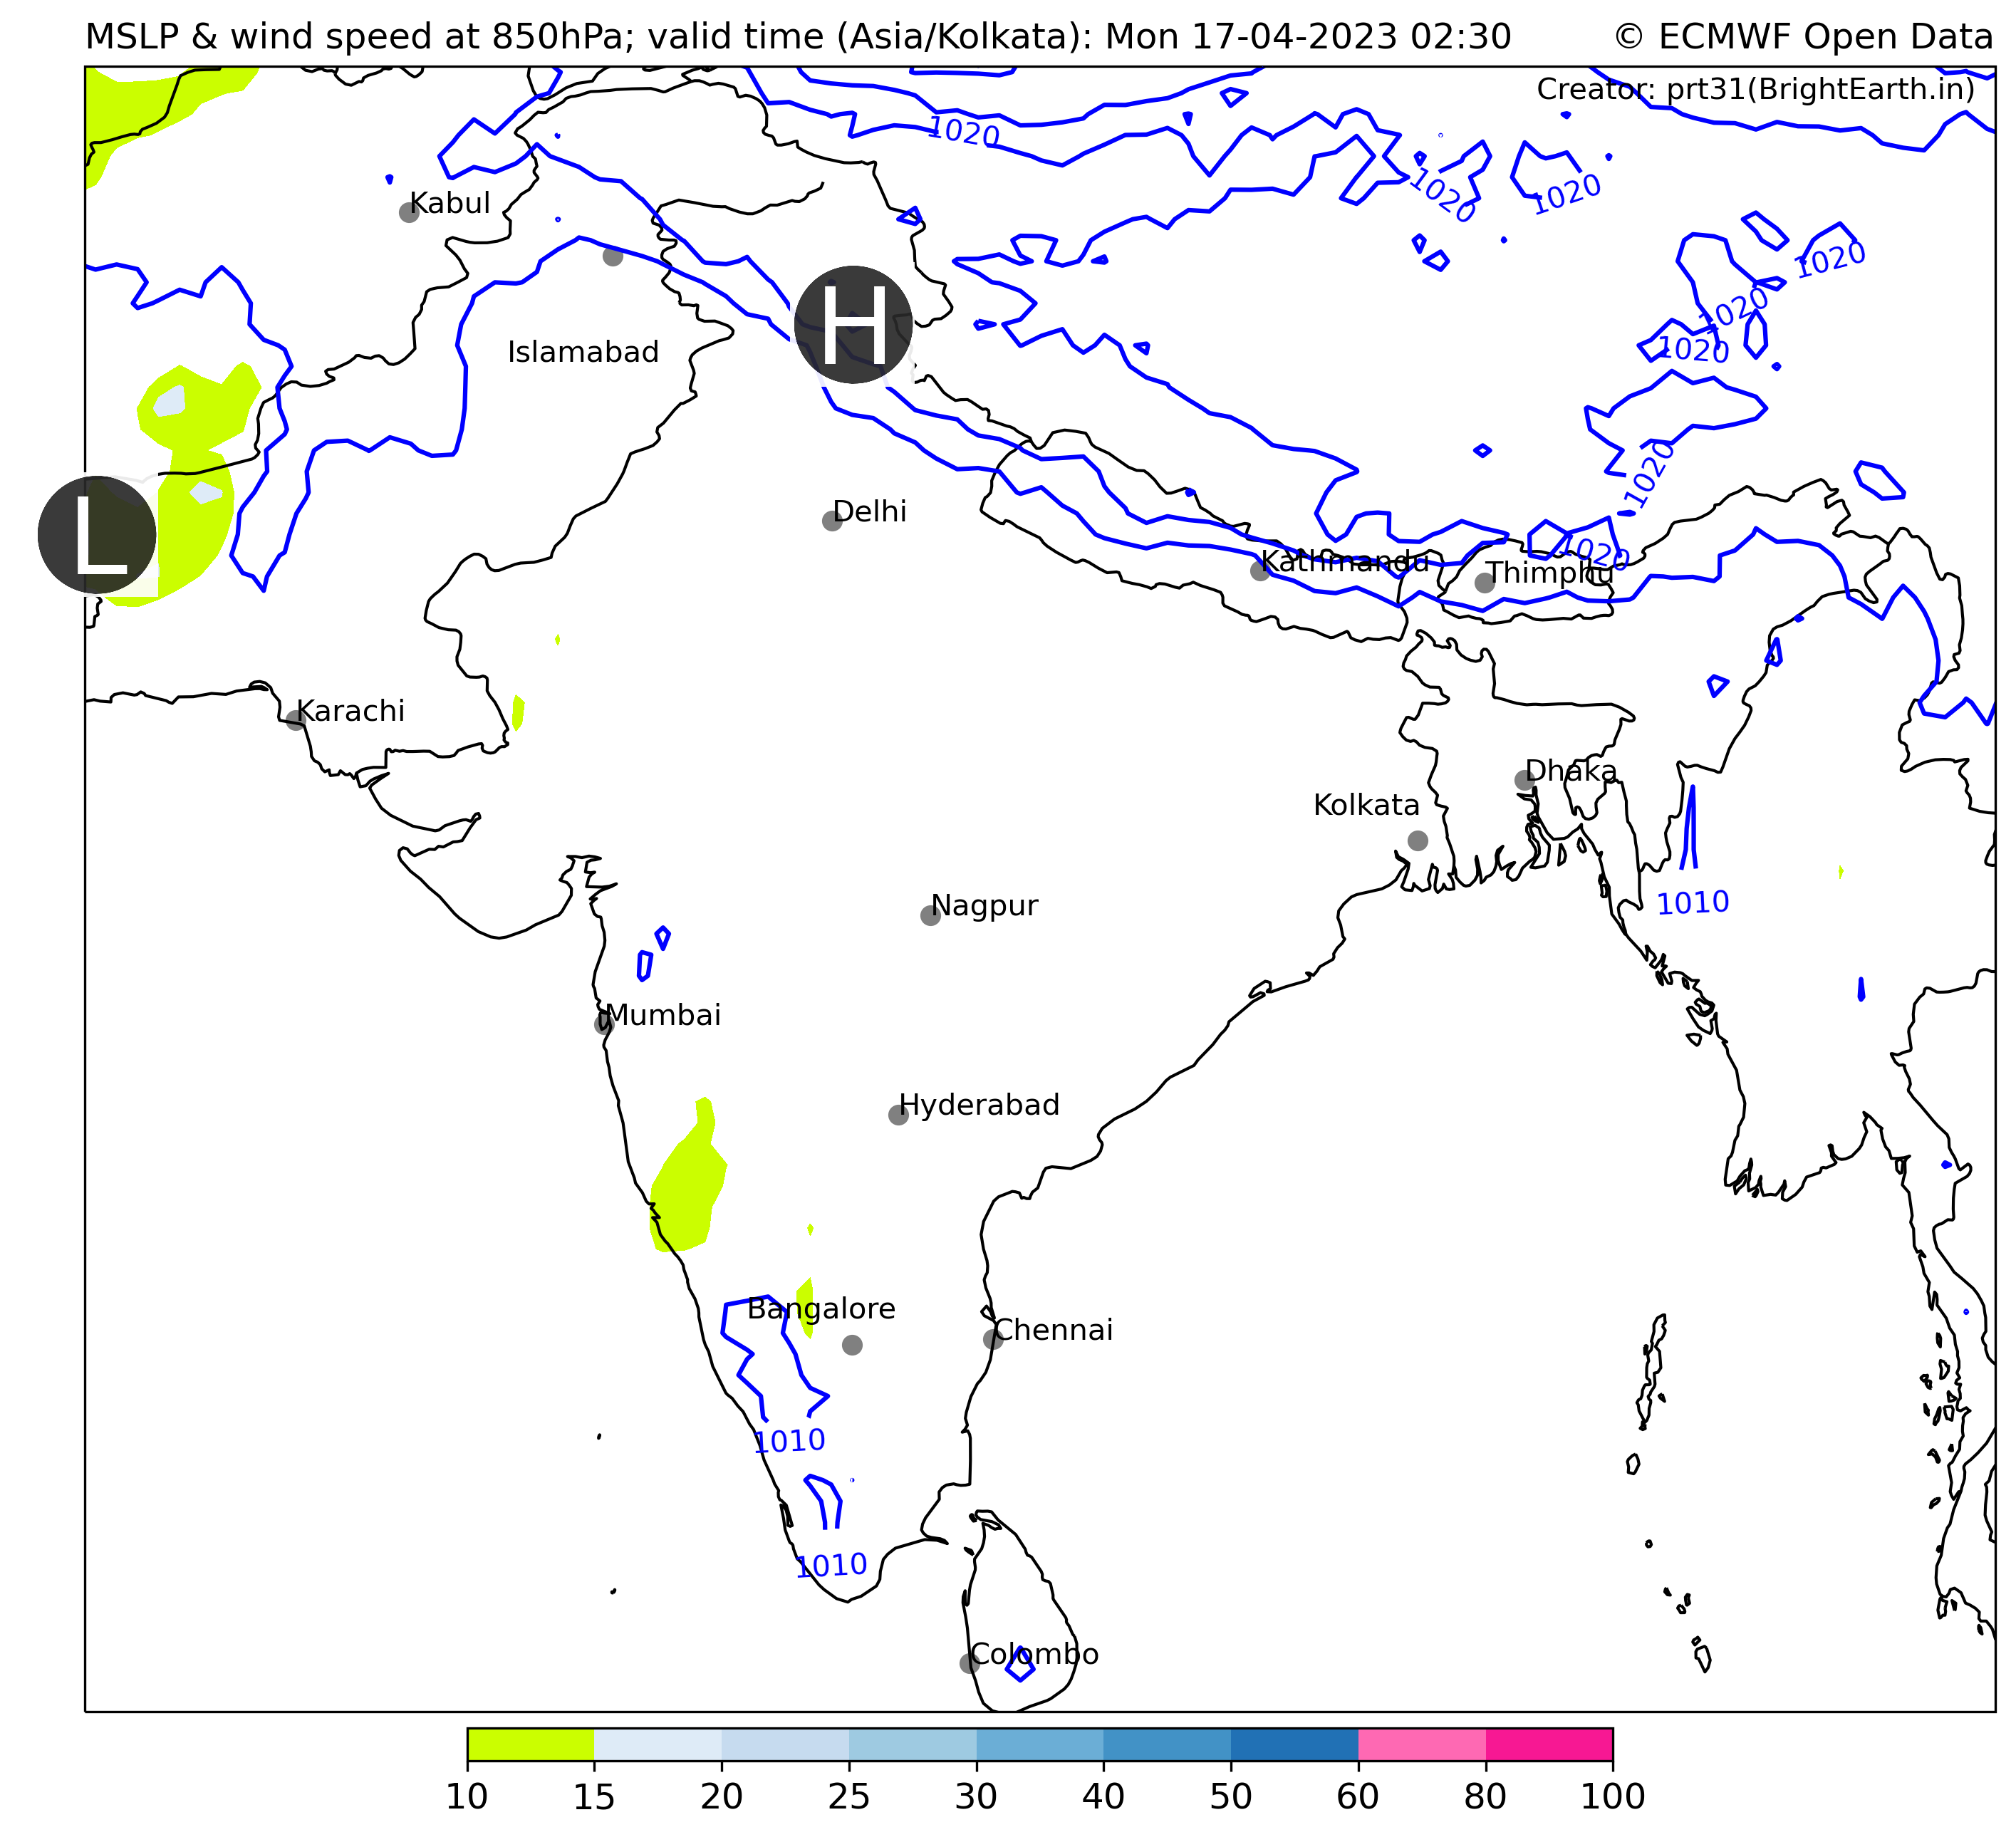 MSLP & wind speed at 850hPa; valid time (Asia/Kolkata): Mon 17-04-2023 02:30 © ECMWF Open Data
Creator: prt31(BrightEarth.in)
1020
1020
1020
Kabul
1020
1020
H
Islamabad
1020
1020
L
Delhi
1020
Kathmandu
Thimphu
Karachi
Dhaka
Kolkata
Nagpur
1010
Mumbai
Hyderabad
Bangalore
Chennai
1010
1010
Colombo
10 15 20 25 30 40 50 60 80 100